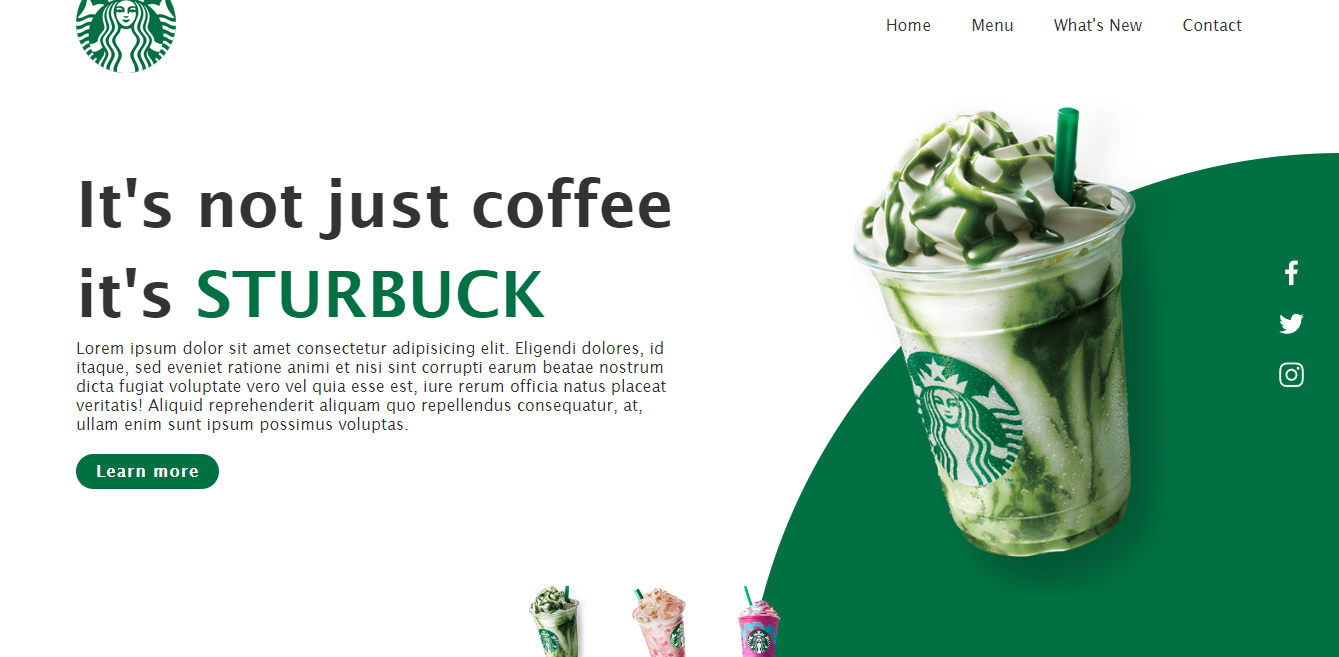 Home Menu What's New Contact
It's not just coffee
it's STURBUCK
Lorem ipsum dolor sit amet consectetur adipisicing elit. Eligendi dolores, id
itaque, sed eveniet ratione animi et nisi sint corrupti earum beatae nostrum
dicta fugiat voluptate vero vel quia esse est, iure rerum officia natus placeat
veritatis! Aliquid reprehenderit aliquam quo repellendus consequatur, at,
ullam enim sunt ipsum possimus voluptas.
Learn more